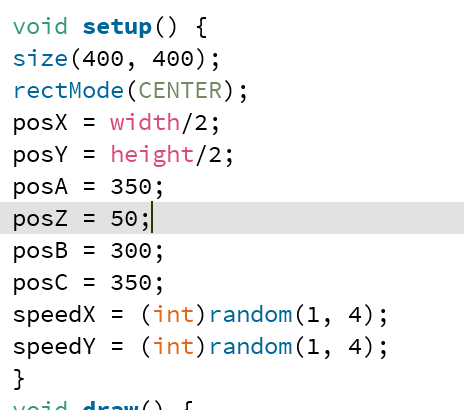 void setup() {
size(400, 400);
rectMode(CENTER);
posX = width/2;
posY = height/2;
posA = 350;
posZ = 50;
posB = 300;
posC = 350;
speedX = (int)random(1, 4);
speedY = (int)random(1, 4);
}
void draw() {